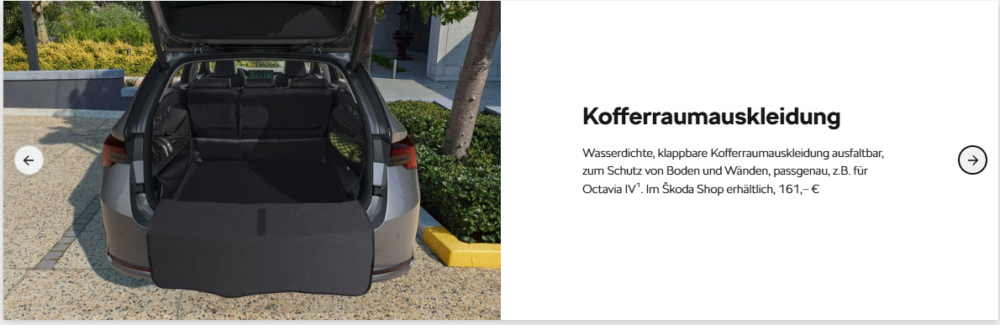 Kofferraumauskleidung
Wasserdichte, klappbare Kofferraumauskleidung ausfaltbar,
zum Schutz von Boden und Wänden, passgenau, z.B. für
Octavia IV¹. Im Škoda Shop erhältlich, 161,– €